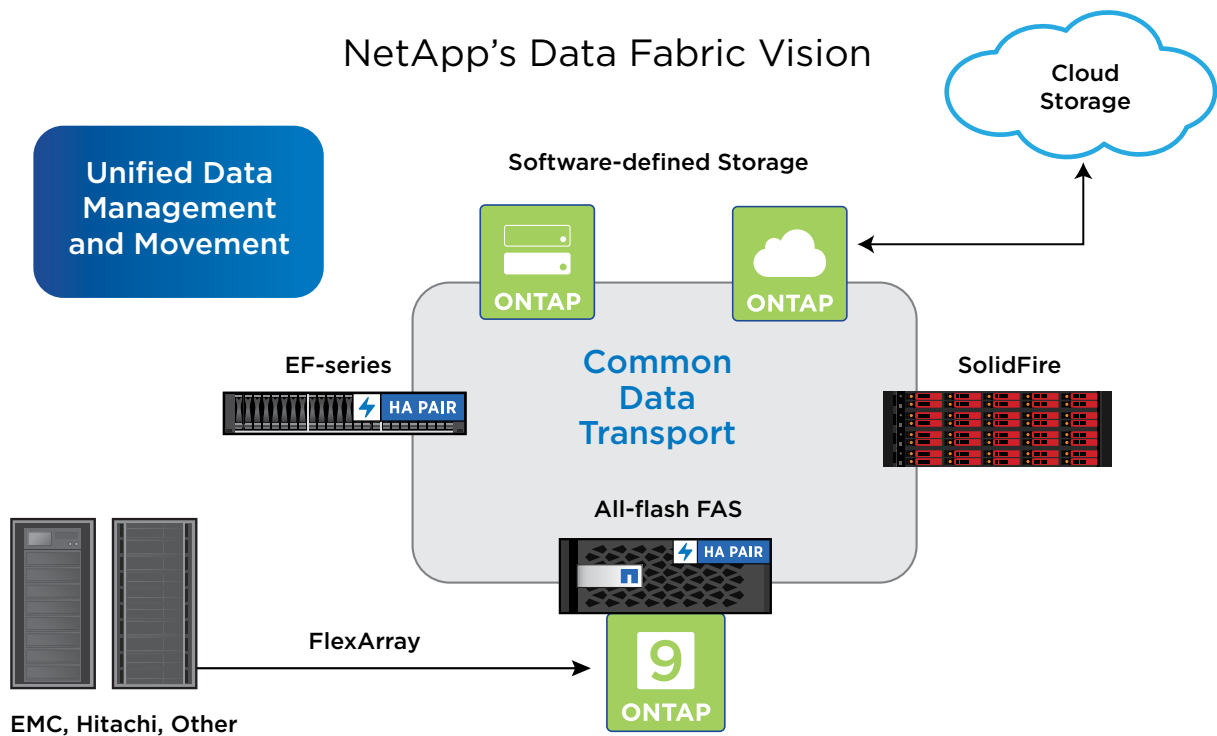 NetApp’s Data Fabric Vision
Cloud
Storage
Unified Data
Management
and Movement
Software-defined Storage
ONTAP
ONTAP
EF-series
HA PAIR
Common
Data
Transport
SolidFire
All-flash FAS
HA PAIR
FlexArray
9
ONTAP
EMC, Hitachi, Other